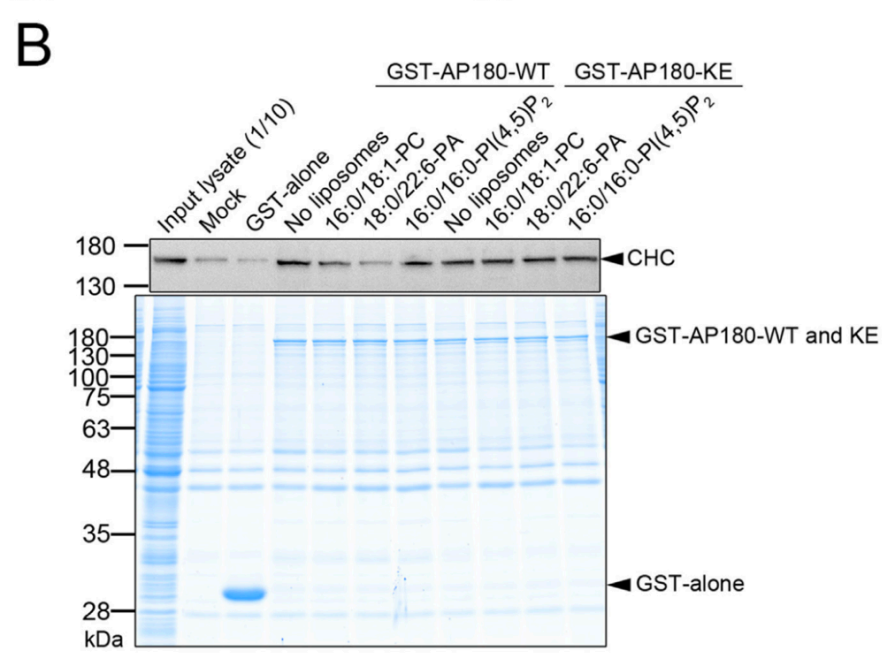 B
GST-AP180-WT GST-AP180-KE
Input lysate (1/10)
Mock
GST-alone
No liposomes
16:0/18:1-PC
18:0/22:6-PA
16:0/16:0-PI(4,5)P2
No liposomes
16:0/18:1-PC
18:0/22:6-PA
16:0/16:0-PI(4,5)P2
180
CHC
130
180
GST-AP180-WT and KE
130
100
75
63
48
35
GST-alone
28
kDa